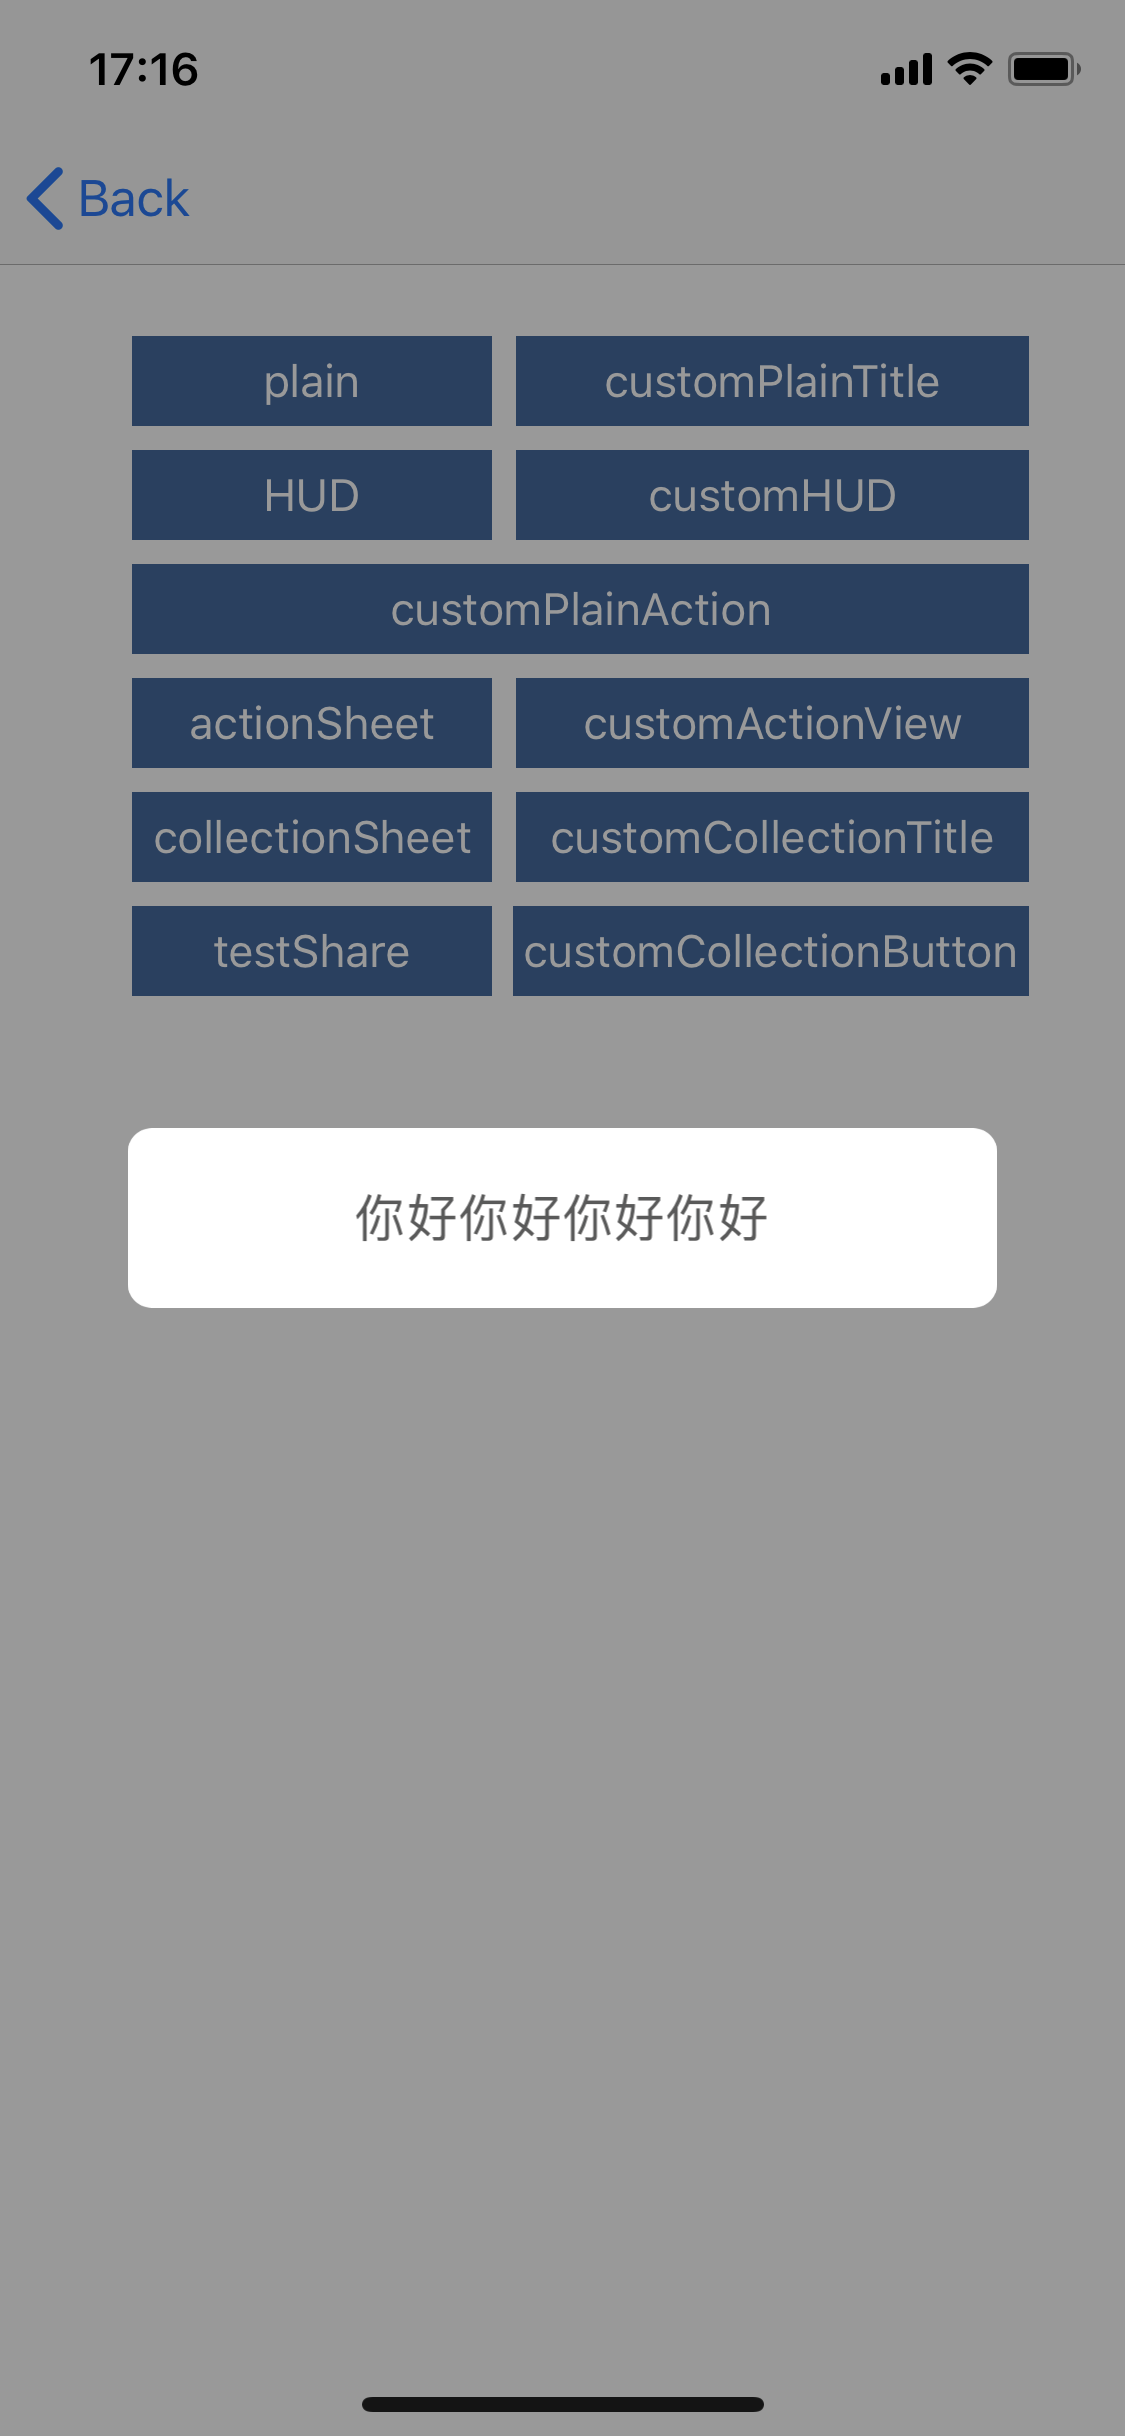 17:16
Back
plain customPlainTitle
HUD customHUD
customPlainAction
actionSheet customActionView
collectionSheet customCollectionTitle
testShare customCollectionButton
你好你好你好你好